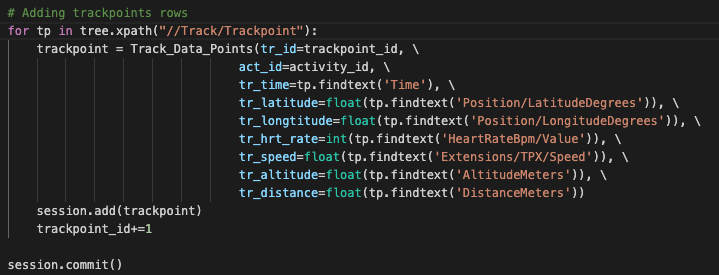 # Adding trackpoints rows
for tp in tree.xpath("//Track/Trackpoint"):
    trackpoint = Track_Data_Points(tr_id=trackpoint_id, \
                                act_id=activity_id, \
                                tr_time=tp.findtext('Time'), \
                                tr_latitude=float(tp.findtext('Position/LatitudeDegrees')), \
                                tr_longtitude=float(tp.findtext('Position/LongitudeDegrees')), \
                                tr_hrt_rate=int(tp.findtext('HeartRateBpm/Value')), \
                                tr_speed=float(tp.findtext('Extensions/TPX/Speed')), \
                                tr_altitude=float(tp.findtext('AltitudeMeters')), \
                                tr_distance=float(tp.findtext('DistanceMeters'))
    session.add(trackpoint)
    trackpoint_id+=1
session.commit()